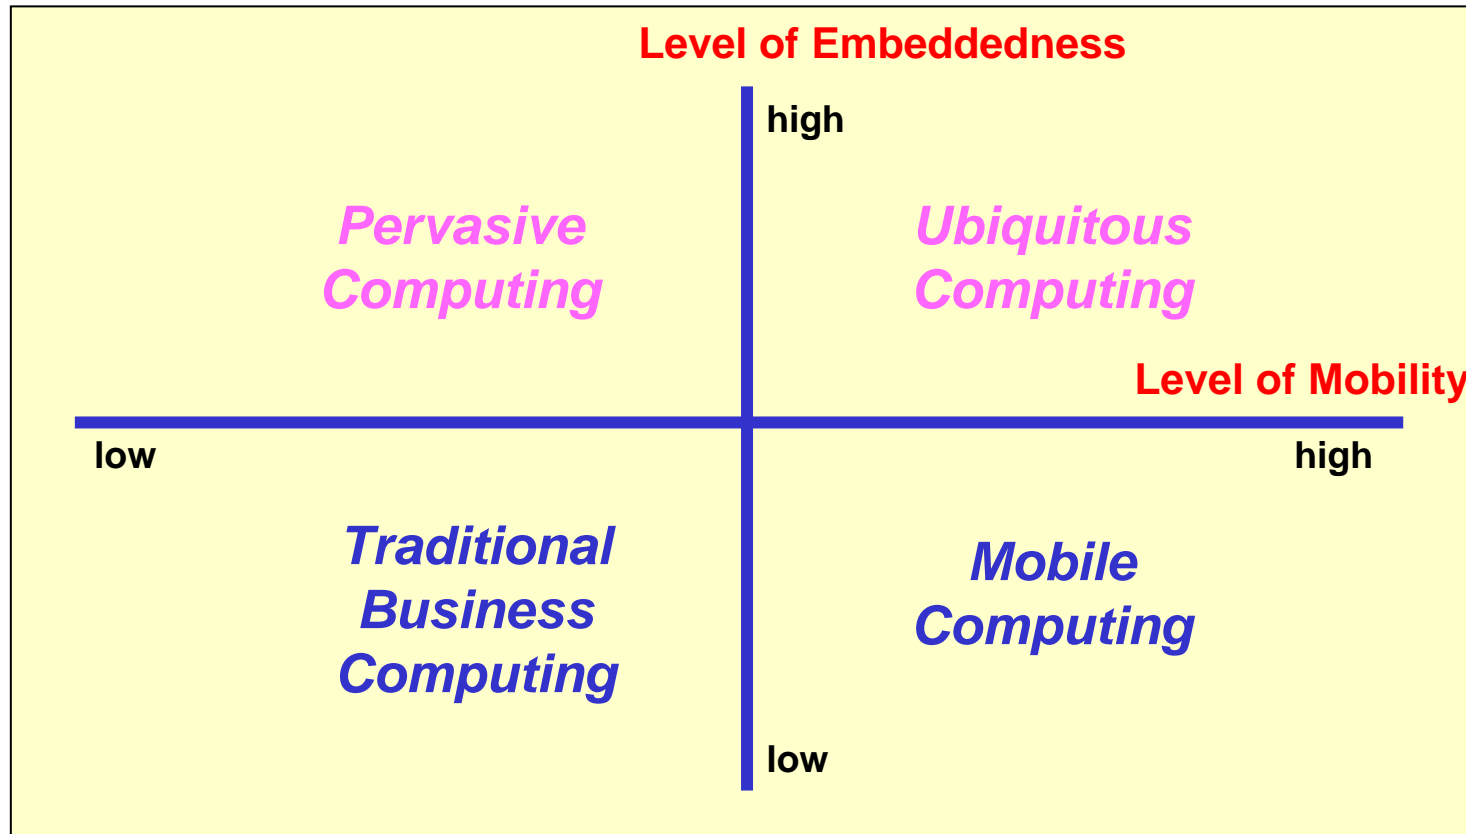 Level of Embeddedness
high
Pervasive
Computing
Ubiquitous
Computing
Level of Mobility
low
high
Traditional
Business
Computing
Mobile
Computing
low